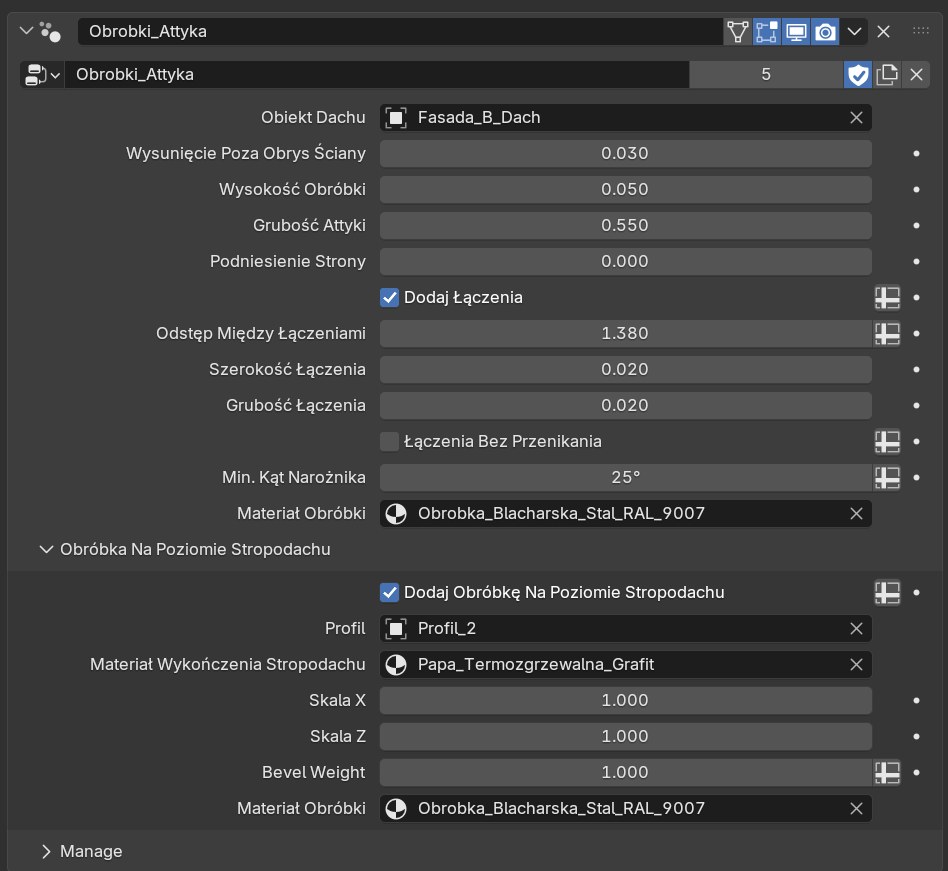 Obrobki_Attyka
Obrobki_Attyka 5
Obiekt Dachu Fasada_B_Dach
Wysunięcie Poza Obrys Ściany 0.030
Wysokość Obróbki 0.050
Grubość Attyki 0.550
Podniesienie Strony 0.000
Dodaj Łączenia
Odstęp Między Łączeniami 1.380
Szerokość Łączenia 0.020
Grubość Łączenia 0.020
Łączenia Bez Przenikania
Min. Kąt Narożnika 25°
Materiał Obróbki Obrobka_Blacharska_Stal_RAL_9007
Obróbka Na Poziomie Stropodachu
Dodaj Obróbkę Na Poziomie Stropodachu
Profil Profil_2
Materiał Wykończenia Stropodachu Papa_Termozgrzewalna_Grafit
Skala X 1.000
Skala Z 1.000
Bevel Weight 1.000
Materiał Obróbki Obrobka_Blacharska_Stal_RAL_9007
Manage